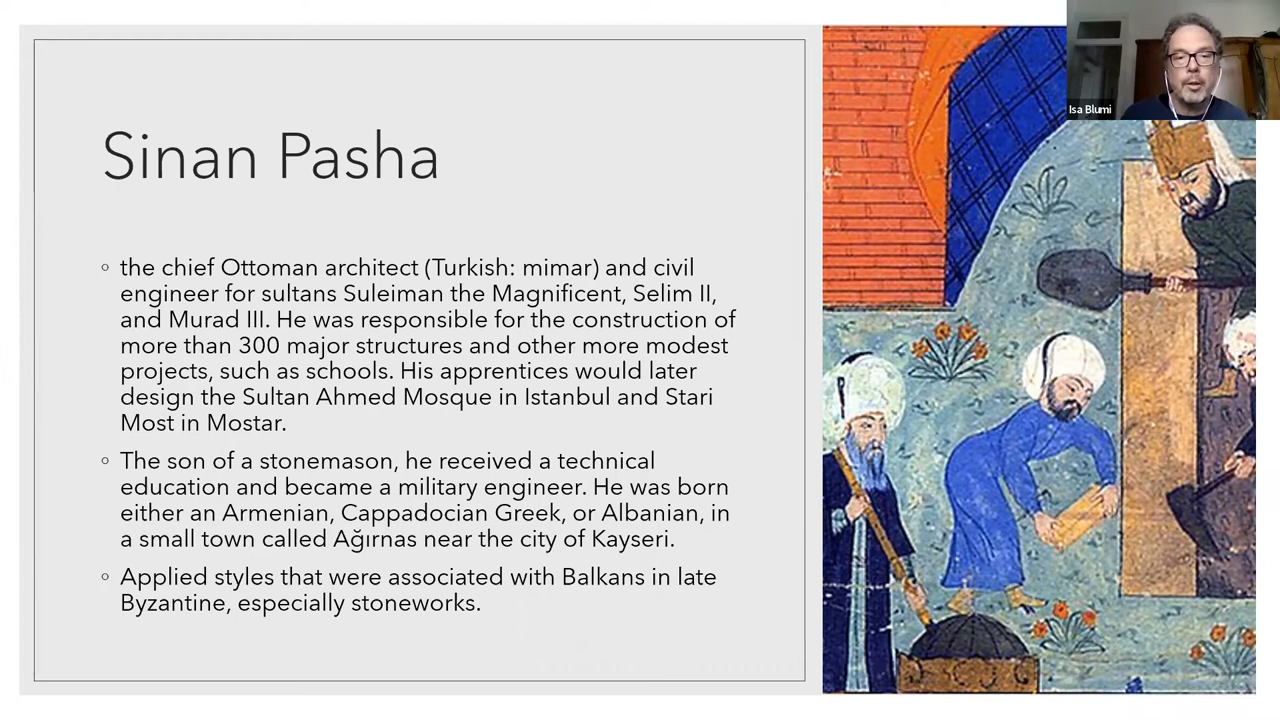 Isa Blumi
Sinan Pasha
◦ the chief Ottoman architect (Turkish: mimar) and civil
engineer for sultans Suleiman the Magnificent, Selim II,
and Murad III. He was responsible for the construction of
more than 300 major structures and other more modest
projects, such as schools. His apprentices would later
design the Sultan Ahmed Mosque in Istanbul and Stari
Most in Mostar.
◦ The son of a stonemason, he received a technical
education and became a military engineer. He was born
either an Armenian, Cappadocian Greek, or Albanian, in
a small town called Ağırnas near the city of Kayseri.
◦ Applied styles that were associated with Balkans in late
Byzantine, especially stoneworks.